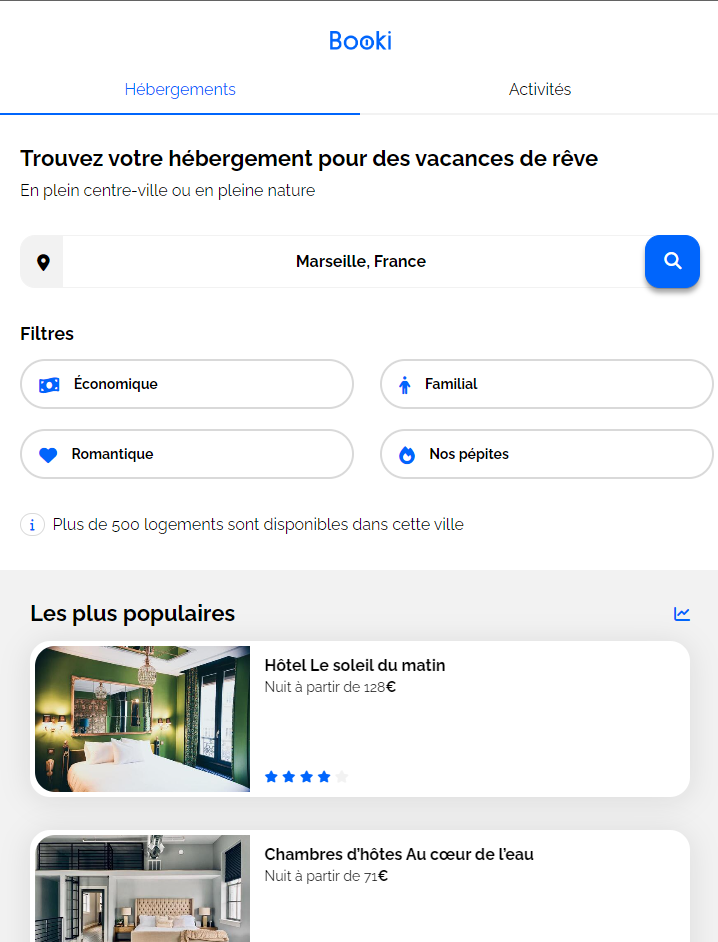 Booki
Hébergements
Activités
Trouvez votre hébergement pour des vacances de rêve
En plein centre-ville ou en pleine nature
Marseille, France
Filtres
Économique
Familial
Romantique
Nos pépites
i Plus de 500 logements sont disponibles dans cette ville
Les plus populaires
Hôtel Le soleil du matin
Nuit à partir de 128€
Chambres d'hôtes Au cœur de l'eau
Nuit à partir de 71€